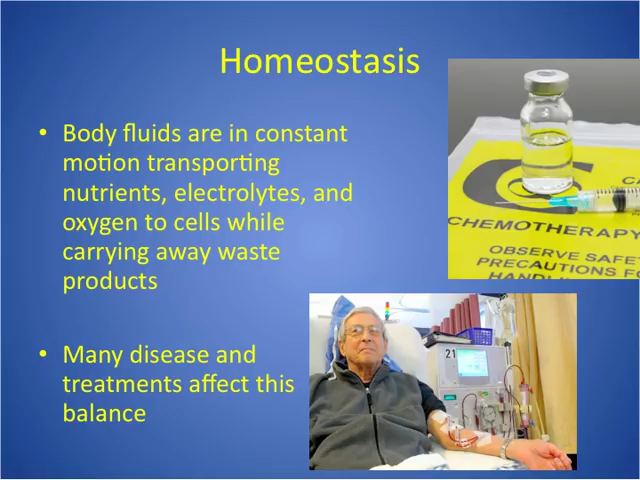 Homeostasis
• Body fluids are in constant
motion transporting
nutrients, electrolytes, and
oxygen to cells while
carrying away waste
products
• Many disease and
treatments affect this
balance
CHEMOTHERAPY
OBSERVE SAFE
PRECAUTIONS FO
21